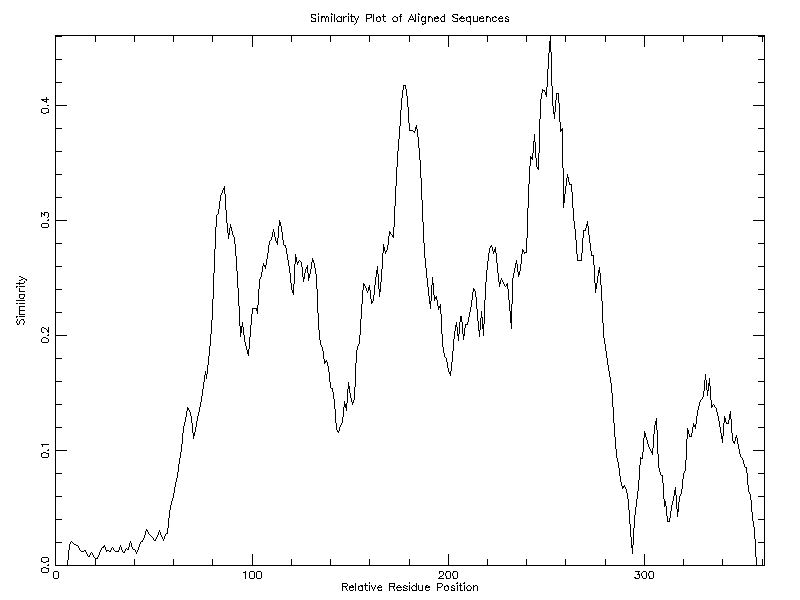 Similarity Plot of Aligned Sequences
0.4
0.3
Similarity
0.2
0.1
0.0
0 100 200 300
Relative Residue Position